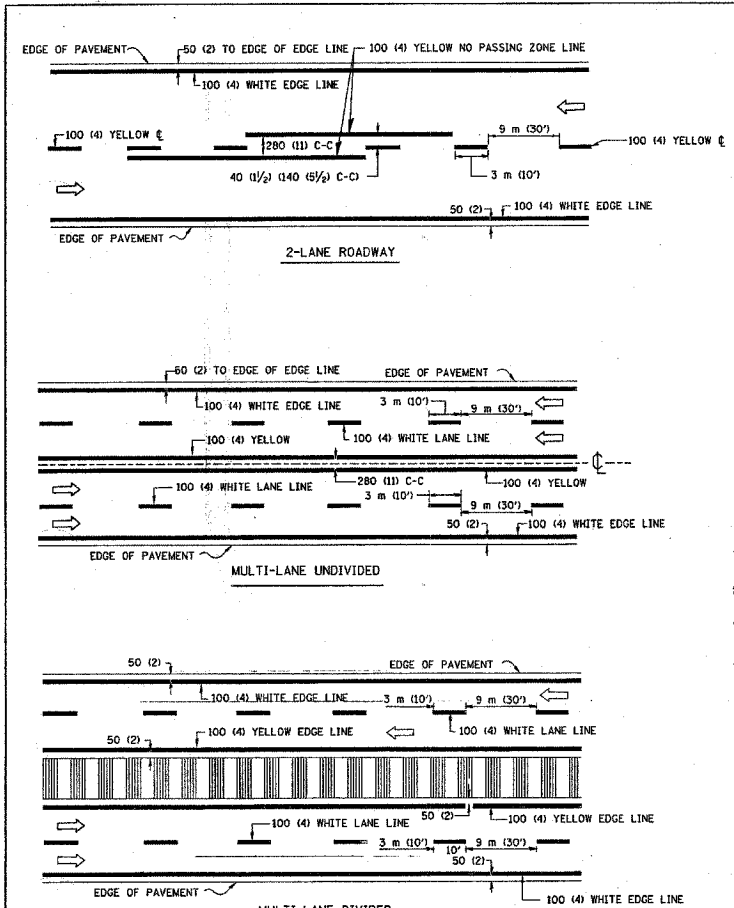 EDGE OF PAVEMENT
50 (2) TO EDGE OF EDGE LINE
100 (4) YELLOW NO PASSING ZONE LINE
100 (4) WHITE EDGE LINE
9 m (30')
100 (4) YELLOW ℄
280 (11) C-C
100 (4) YELLOW ℄
40 (1½) (140 (5½) C-C)
3 m (10')
50 (2)
100 (4) WHITE EDGE LINE
EDGE OF PAVEMENT
2-LANE ROADWAY
50 (2) TO EDGE OF EDGE LINE
EDGE OF PAVEMENT
3 m (10')
9 m (30')
100 (4) WHITE EDGE LINE
100 (4) YELLOW
100 (4) WHITE LANE LINE
℄
100 (4) WHITE LANE LINE
280 (11) C-C
100 (4) YELLOW
3 m (10')
9 m (30')
50 (2)
100 (4) WHITE EDGE LINE
EDGE OF PAVEMENT
MULTI-LANE UNDIVIDED
50 (2)
EDGE OF PAVEMENT
100 (4) WHITE EDGE LINE
3 m (10')
9 m (30')
50 (2)
100 (4) YELLOW EDGE LINE
100 (4) WHITE LANE LINE
50 (2)
100 (4) YELLOW EDGE LINE
100 (4) WHITE LANE LINE
3 m (10')
10'
9 m (30')
50 (2)
EDGE OF PAVEMENT
100 (4) WHITE EDGE LINE
MULTI-LANE DIVIDED